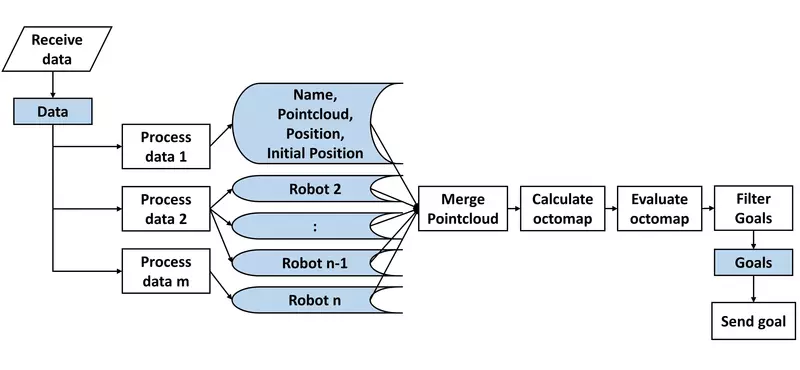 Receive
data
Data
Process
data 1
Process
data 2
Process
data m
Name,
Pointcloud,
Position,
Initial Position
Robot 2
:
Robot n-1
Robot n
Merge
Pointcloud
Calculate
octomap
Evaluate
octomap
Filter
Goals
Goals
Send goal